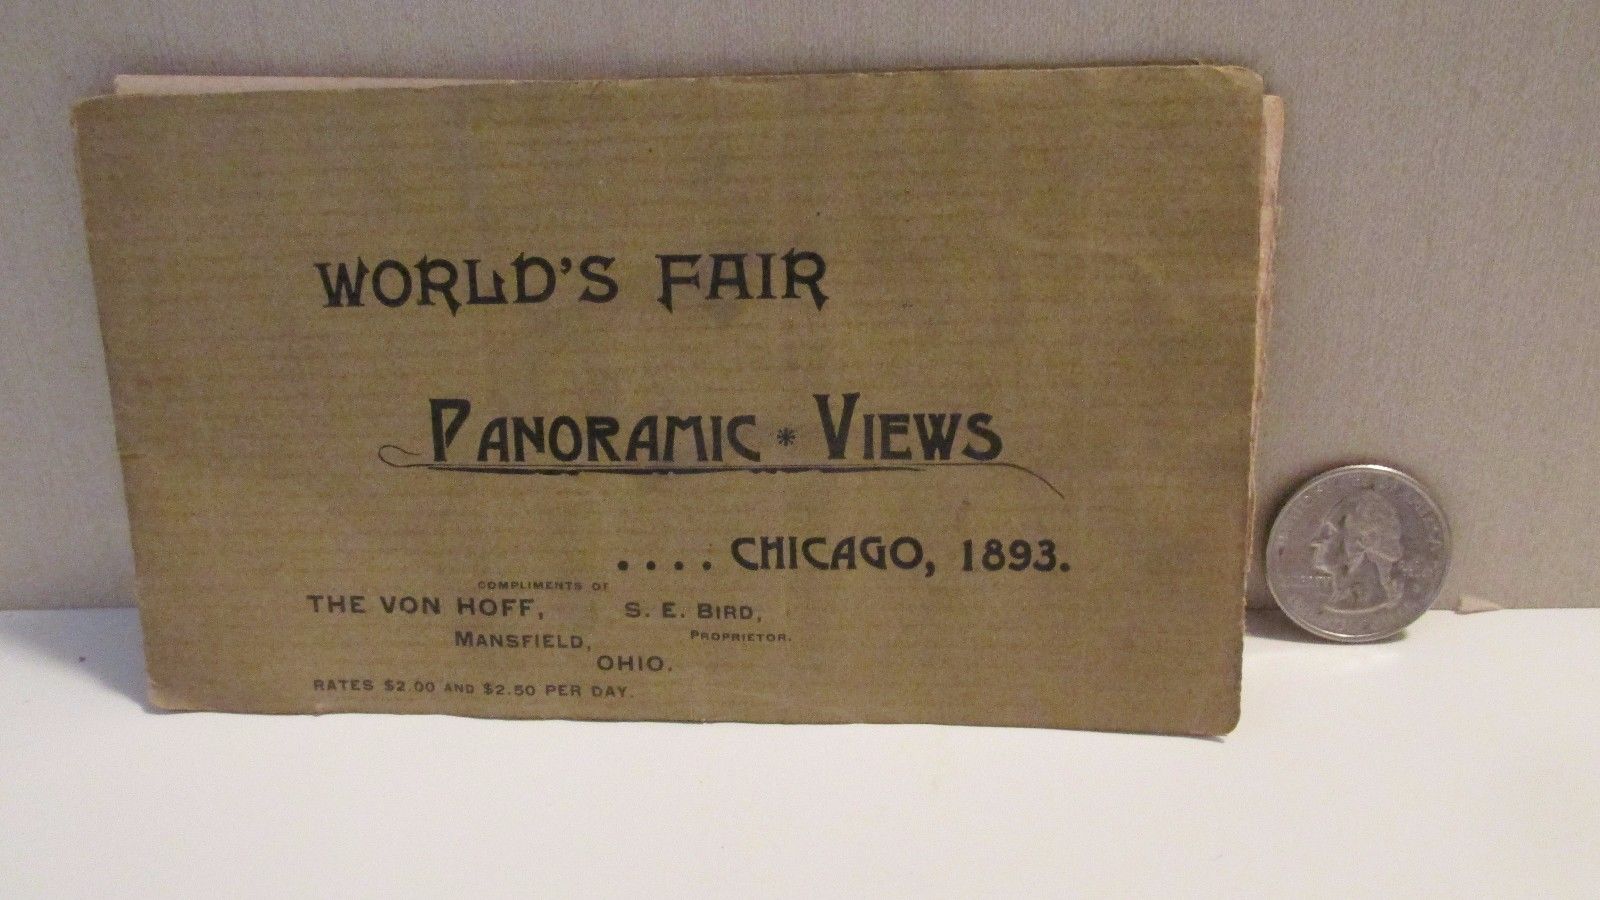 WORLD'S FAIR
PANORAMIC * VIEWS
.... CHICAGO, 1893.
COMPLIMENTS OF
THE VON HOFF, S. E. BIRD,
MANSFIELD, PROPRIETOR.
OHIO.
RATES $2.00 AND $2.50 PER DAY.